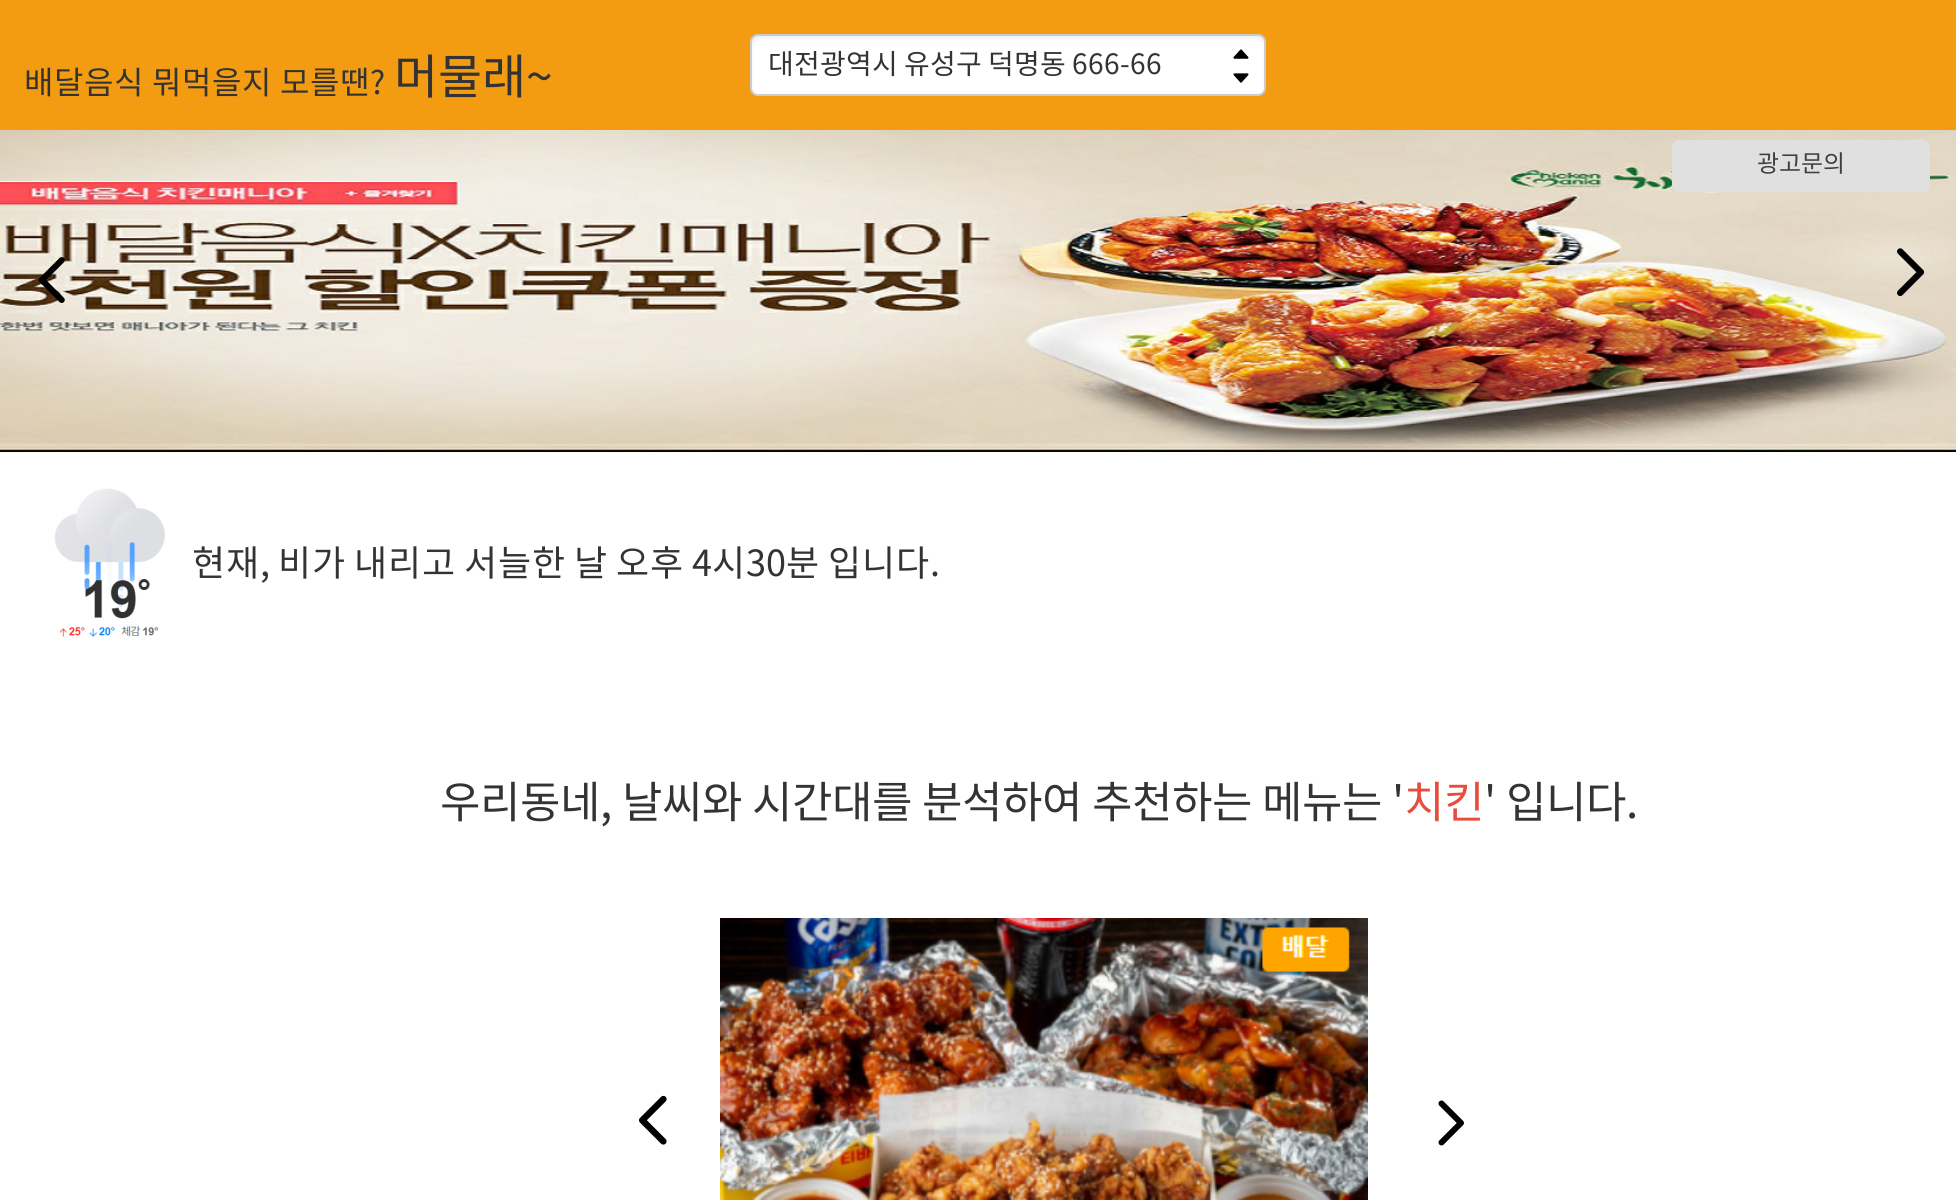 배달음식 뭐먹을지 모를땐? 머물래~
대전광역시 유성구 덕명동 666-66
광고문의
Chicken mania
배달음식 치킨매니아 + 즐겨찾기
배달음식X치킨매니아
3천원 할인쿠폰 증정
한번 맛보면 매니아가 된다는 그 치킨
19°
↑25° ↓20° 체감 19°
현재, 비가 내리고 서늘한 날 오후 4시30분 입니다.
우리동네, 날씨와 시간대를 분석하여 추천하는 메뉴는 '치킨' 입니다.
배달
EXT
티바